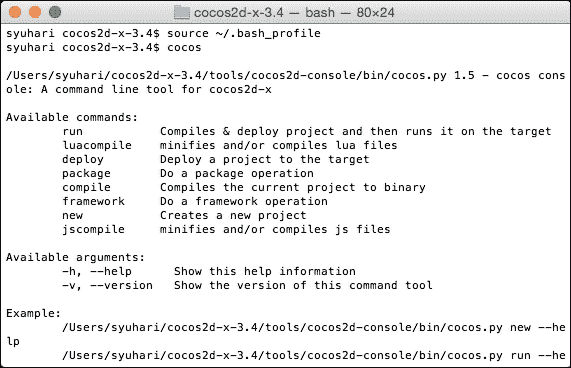 cocos2d-x-3.4 — bash — 80×24
syuhari cocos2d-x-3.4$ source ~/.bash_profile
syuhari cocos2d-x-3.4$ cocos
/Users/syuhari/cocos2d-x-3.4/tools/cocos2d-console/bin/cocos.py 1.5 - cocos cons
ole: A command line tool for cocos2d-x
Available commands:
run Compiles & deploy project and then runs it on the target
luacompile minifies and/or compiles lua files
deploy Deploy a project to the target
package Do a package operation
compile Compiles the current project to binary
framework Do a framework operation
new Creates a new project
jscompile minifies and/or compiles js files
Available arguments:
-h, --help Show this help information
-v, --version Show the version of this command tool
Example:
/Users/syuhari/cocos2d-x-3.4/tools/cocos2d-console/bin/cocos.py new --he
lp
/Users/syuhari/cocos2d-x-3.4/tools/cocos2d-console/bin/cocos.py run --he